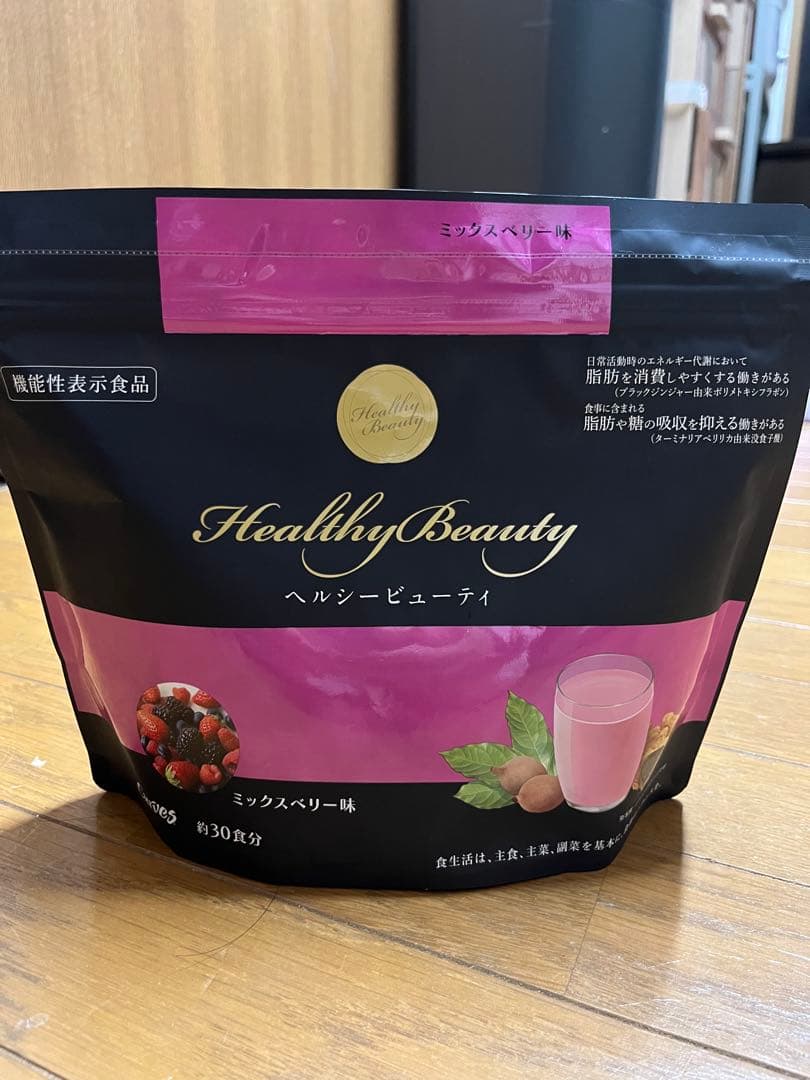 ミックスベリー味
機能性表示食品
日常活動時のエネルギー代謝において
脂肪を消費しやすくする働きがある
(ブラックジンジャー由来ポリメトキシフラボン)
食事に含まれる
脂肪や糖の吸収を抑える働きがある
(ターミナリアベリリカ由来没食子酸)
Healthy
Beauty
Healthy Beauty
ヘルシービューティ
ミックスベリー味
Curves
約30食分
食生活は、主食、主菜、副菜を基本に、